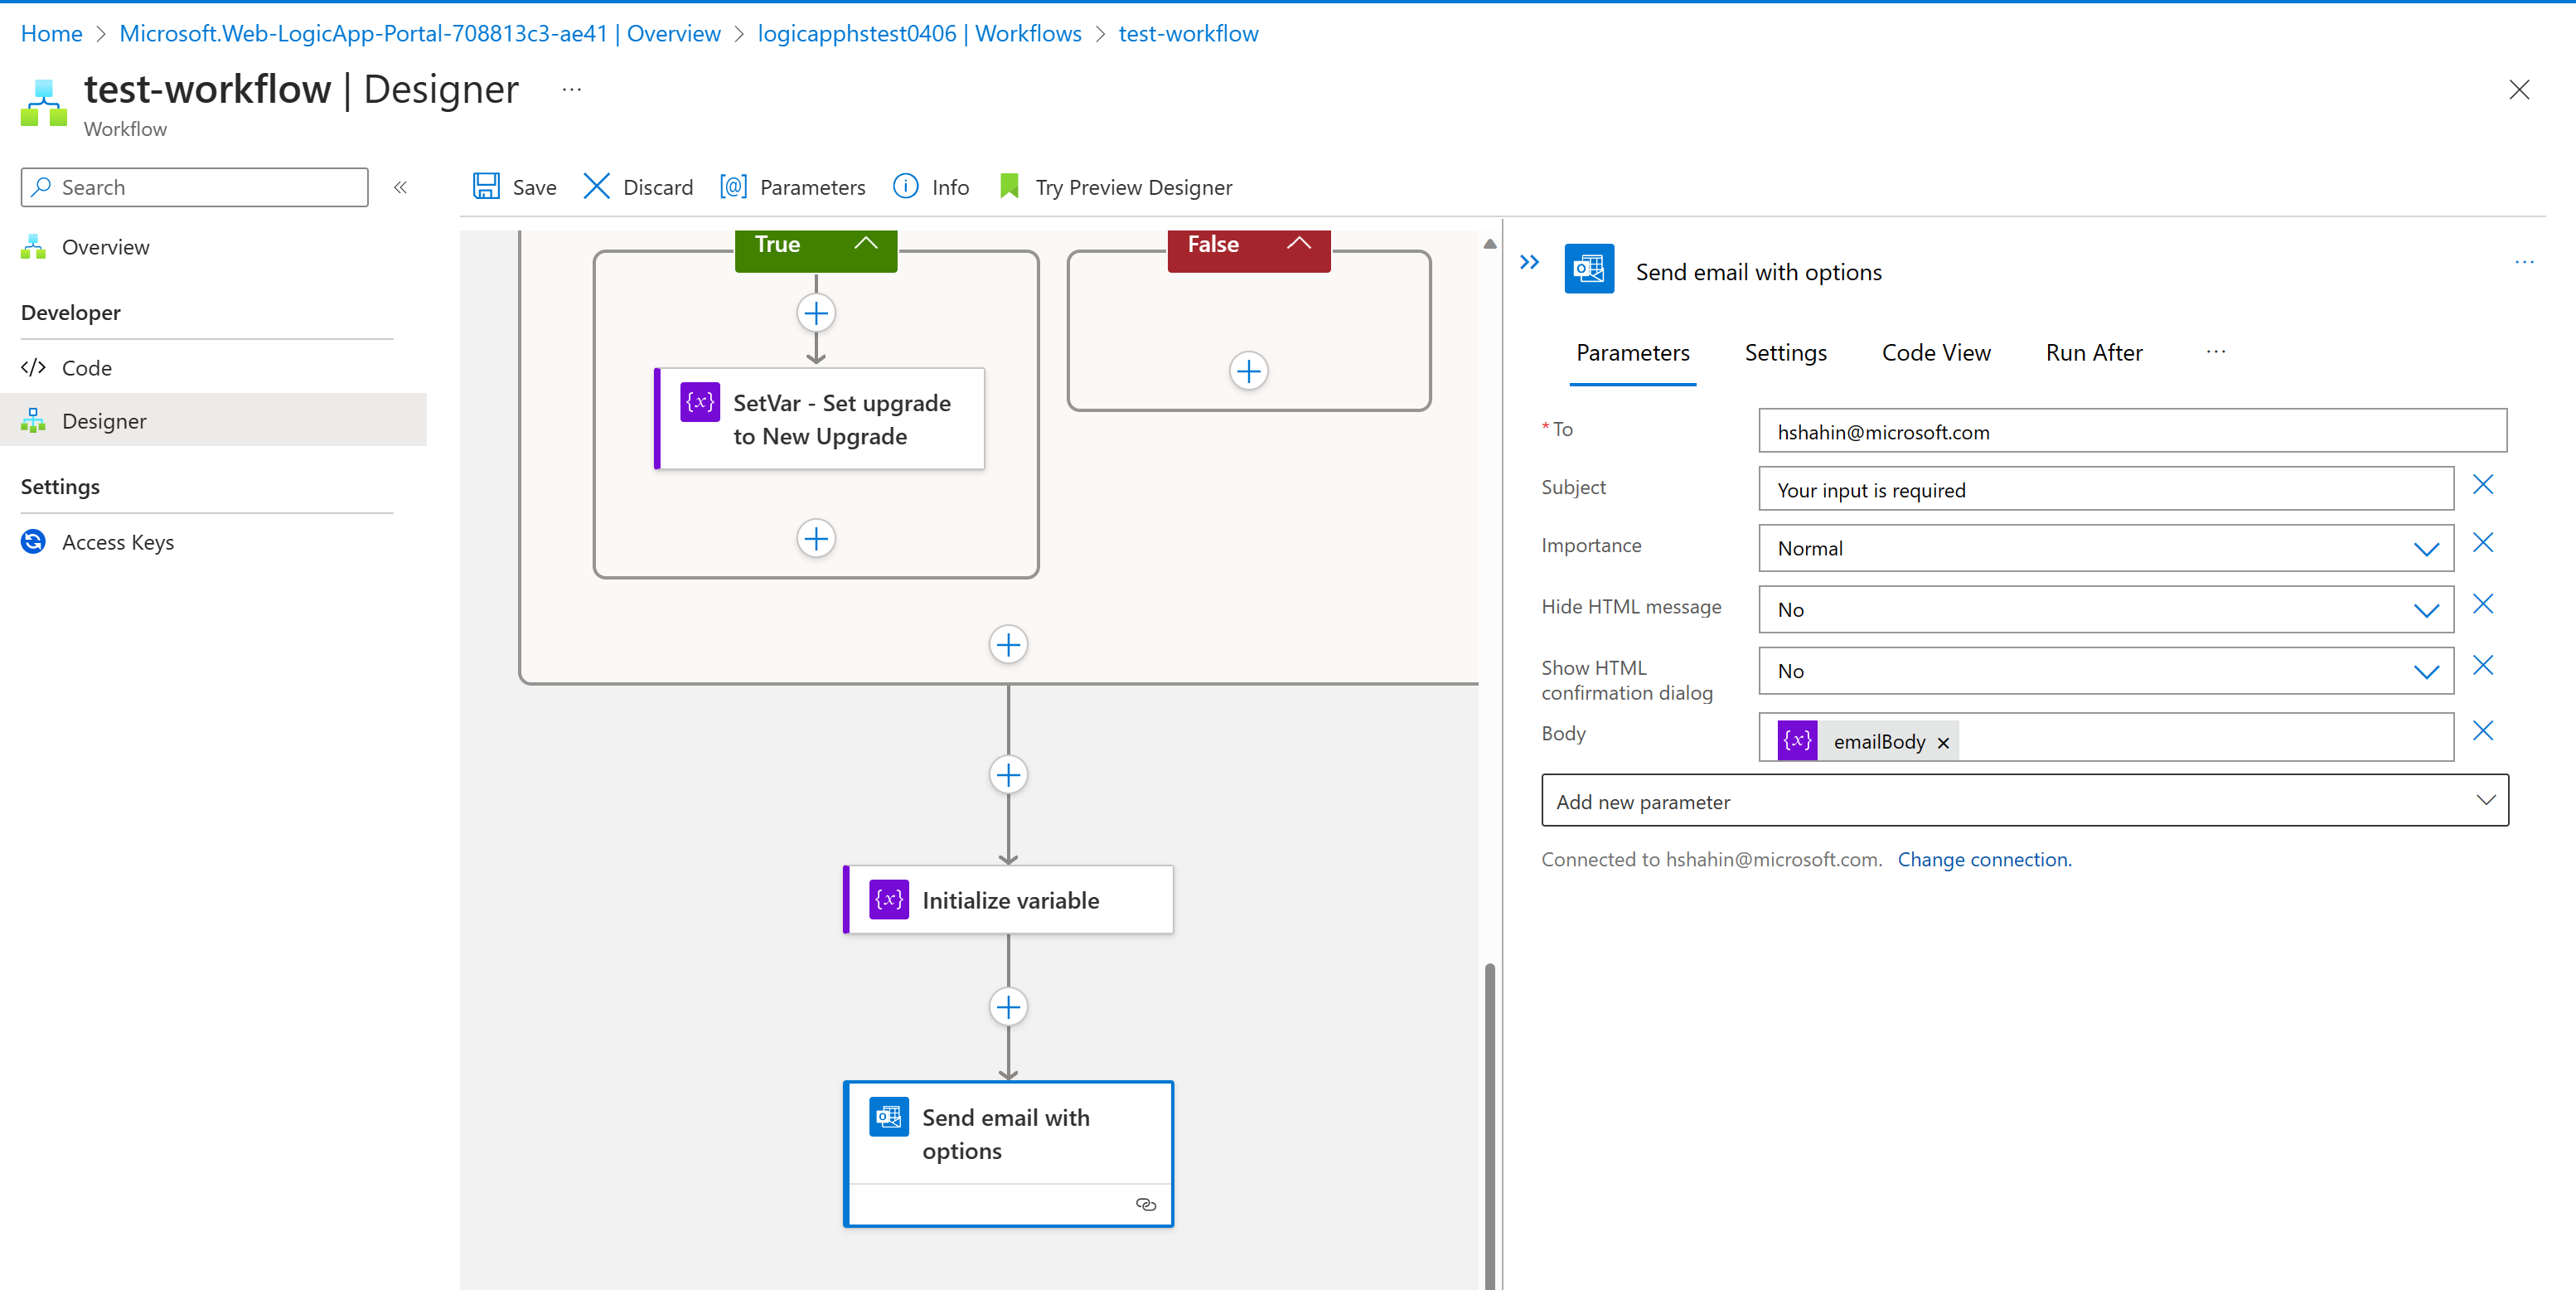 Home > Microsoft.Web-LogicApp-Portal-708813c3-ae41 | Overview > logicapphstest0406 | Workflows > test-workflow
test-workflow | Designer ...
Workflow
Search «
Save Discard [@] Parameters Info Try Preview Designer
Overview
Developer
</> Code
Designer
Settings
Access Keys
True
False
{x} SetVar - Set upgrade
to New Upgrade
{x} Initialize variable
Send email with
options
Send email with options ...
Parameters Settings Code View Run After ...
* To
hshahin@microsoft.com
Subject
Your input is required
Importance
Normal
Hide HTML message
No
Show HTML
confirmation dialog
No
Body
{x} emailBody ×
Add new parameter
Connected to hshahin@microsoft.com. Change connection.